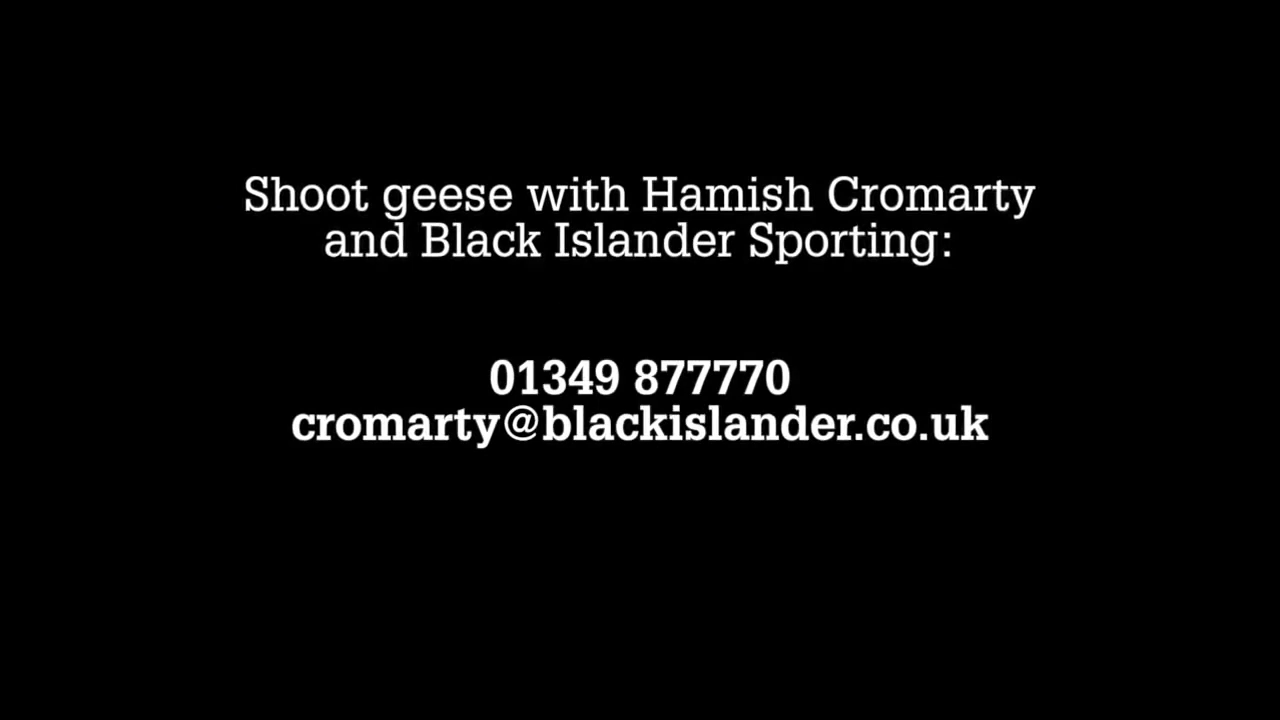 Shoot geese with Hamish Cromarty
and Black Islander Sporting:
01349 877770
cromarty@blackislander.co.uk